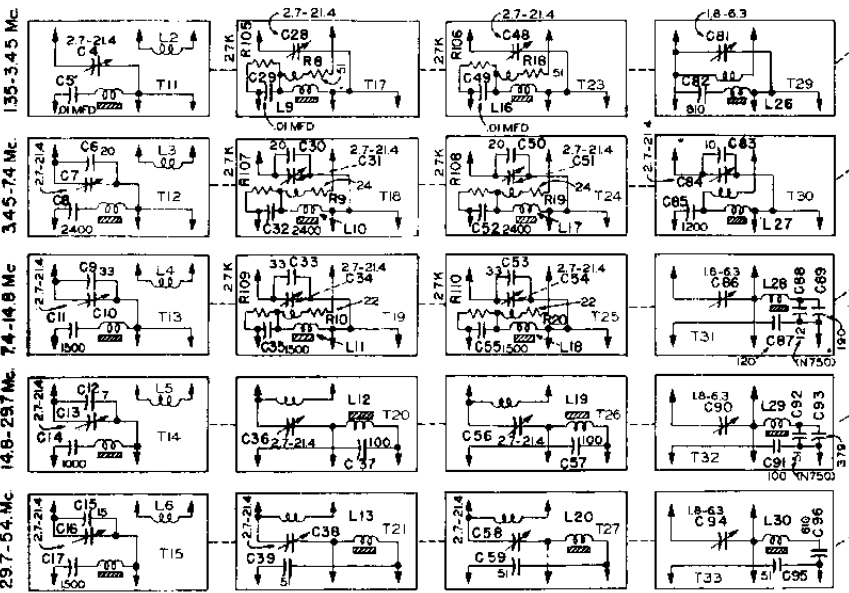 1.35-3.45 Mc.
2.7-21.4
C4
L2
C5
.01 MFD
T11
R105
27K
2.7-21.4
C28
R8
51
C29
L9
.01 MFD
T17
R106
27K
2.7-21.4
C48
R18
51
C49
L16
.01 MFD
T23
1.8-6.3
C81
C82
810
L26
T29
3.45-7.4 Mc.
2.7-21.4
C6 20
C7
L3
C8
2400
T12
R107
27K
20 C30
2.7-21.4
C31
24
R9
C32 2400
L10
T18
R108
27K
20 C50
2.7-21.4
C51
24
R19
C52 2400
L17
T24
2.7-21.4
10 C83
C84
C85
1200
L27
T30
7.4-14.8 Mc.
2.7-21.4
C9 33
C10
L4
C11
1500
T13
R109
27K
33 C33
2.7-21.4
C34
22
R10
C35 1500
L11
T19
R110
27K
33 C53
2.7-21.4
C54
22
R20
C55 1500
L18
T25
1.8-6.3
C86
L28
C88
C89
T31
C87
120
12
(N750)
190
14.8-29.7 Mc.
2.7-21.4
C12 7
C13
L5
C14
1000
T14
L12
T20
C36
2.7-21.4
100
C37
L19
T26
C56
2.7-21.4
100
C57
1.8-6.3
C90
L29
C92
C93
T32
C91
100
51
(N750)
379
29.7-54 Mc.
2.7-21.4
C15 15
C16
L6
C17
1500
T15
2.7-21.4
L13
C38
T21
C39
51
2.7-21.4
C58
L20
T27
C59
51
1.8-6.3
C94
L30
810
C96
T33
51 C95